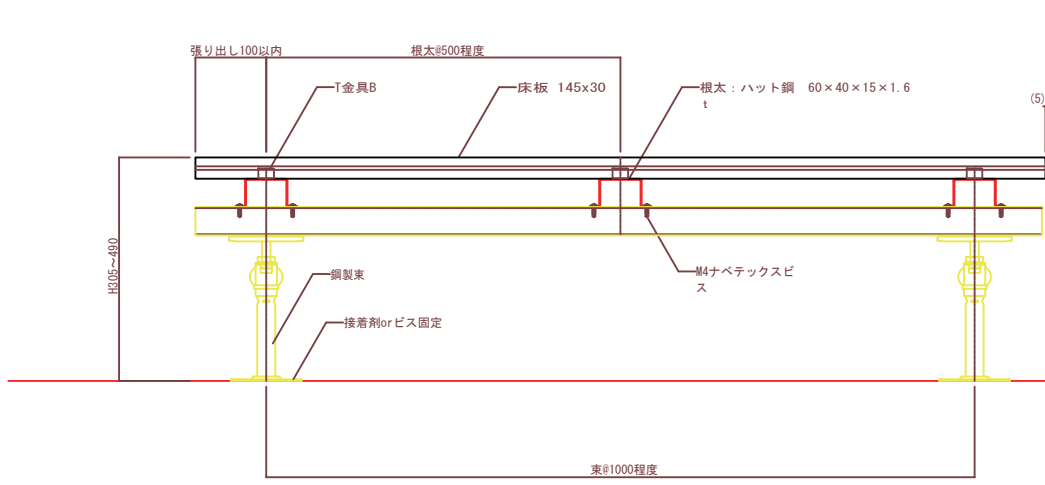 張り出し100以内
根太@500程度
T金具B
床板 145x30
根太：ハット鋼 60×40×15×1.6
t
(5)
H305～490
鋼製束
M4ナベテックスビ
ス
接着剤orビス固定
束@1000程度